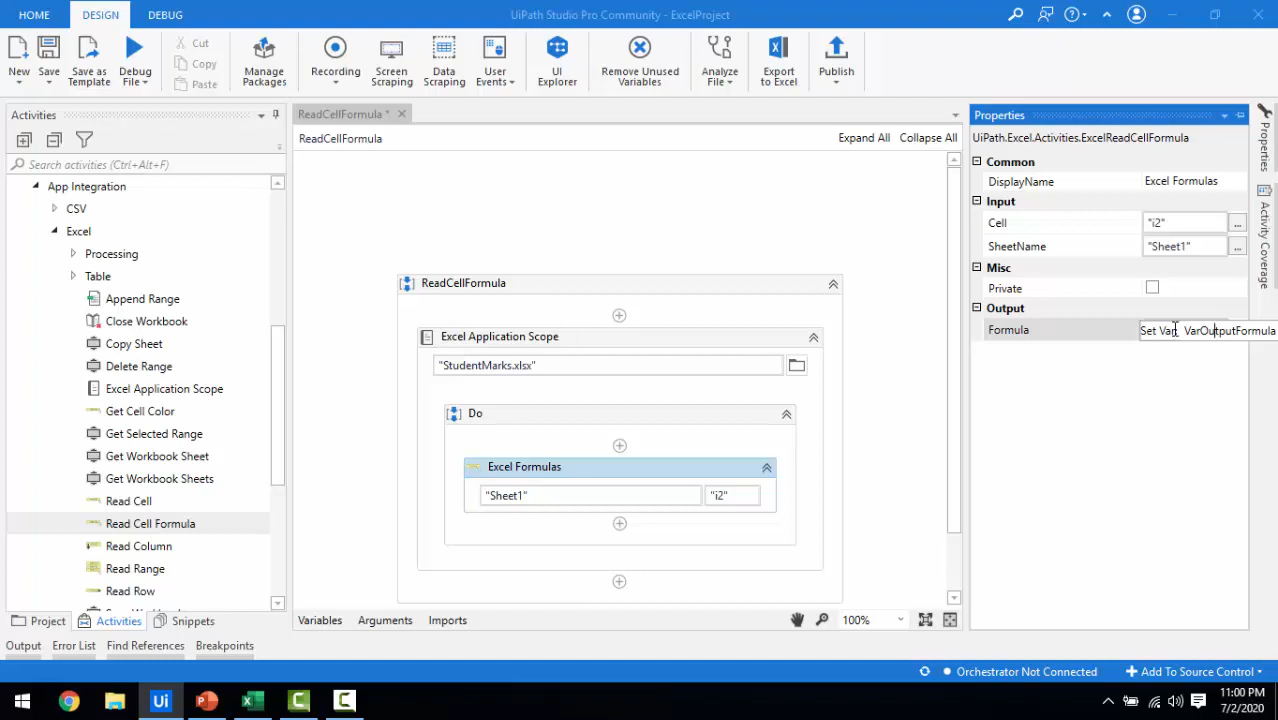 HOME DESIGN DEBUG UiPath Studio Pro Community - ExcelProject
New Save Save as Template Debug File Cut Copy Paste Manage Packages Recording Screen Scraping Data Scraping User Events UI Explorer Remove Unused Variables Analyze File Export to Excel Publish
Activities
Search activities (Ctrl+Alt+F)
App Integration
CSV
Excel
Processing
Table
Append Range
Close Workbook
Copy Sheet
Delete Range
Excel Application Scope
Get Cell Color
Get Selected Range
Get Workbook Sheet
Get Workbook Sheets
Read Cell
Read Cell Formula
Read Column
Read Range
Read Row
Project Activities Snippets
ReadCellFormula *
ReadCellFormula Expand All Collapse All
ReadCellFormula
Excel Application Scope
"StudentMarks.xlsx"
Do
Excel Formulas
"Sheet1" "i2"
Variables Arguments Imports 100%
Properties
UiPath.Excel.Activities.ExcelReadCellFormula
Common
DisplayName Excel Formulas
Input
Cell "i2" ...
SheetName "Sheet1" ...
Misc
Private
Output
Formula Set Var: VarOutputFormula
Properties
Activity Coverage
Output Error List Find References Breakpoints
Orchestrator Not Connected Add To Source Control
Ui
11:00 PM
7/2/2020